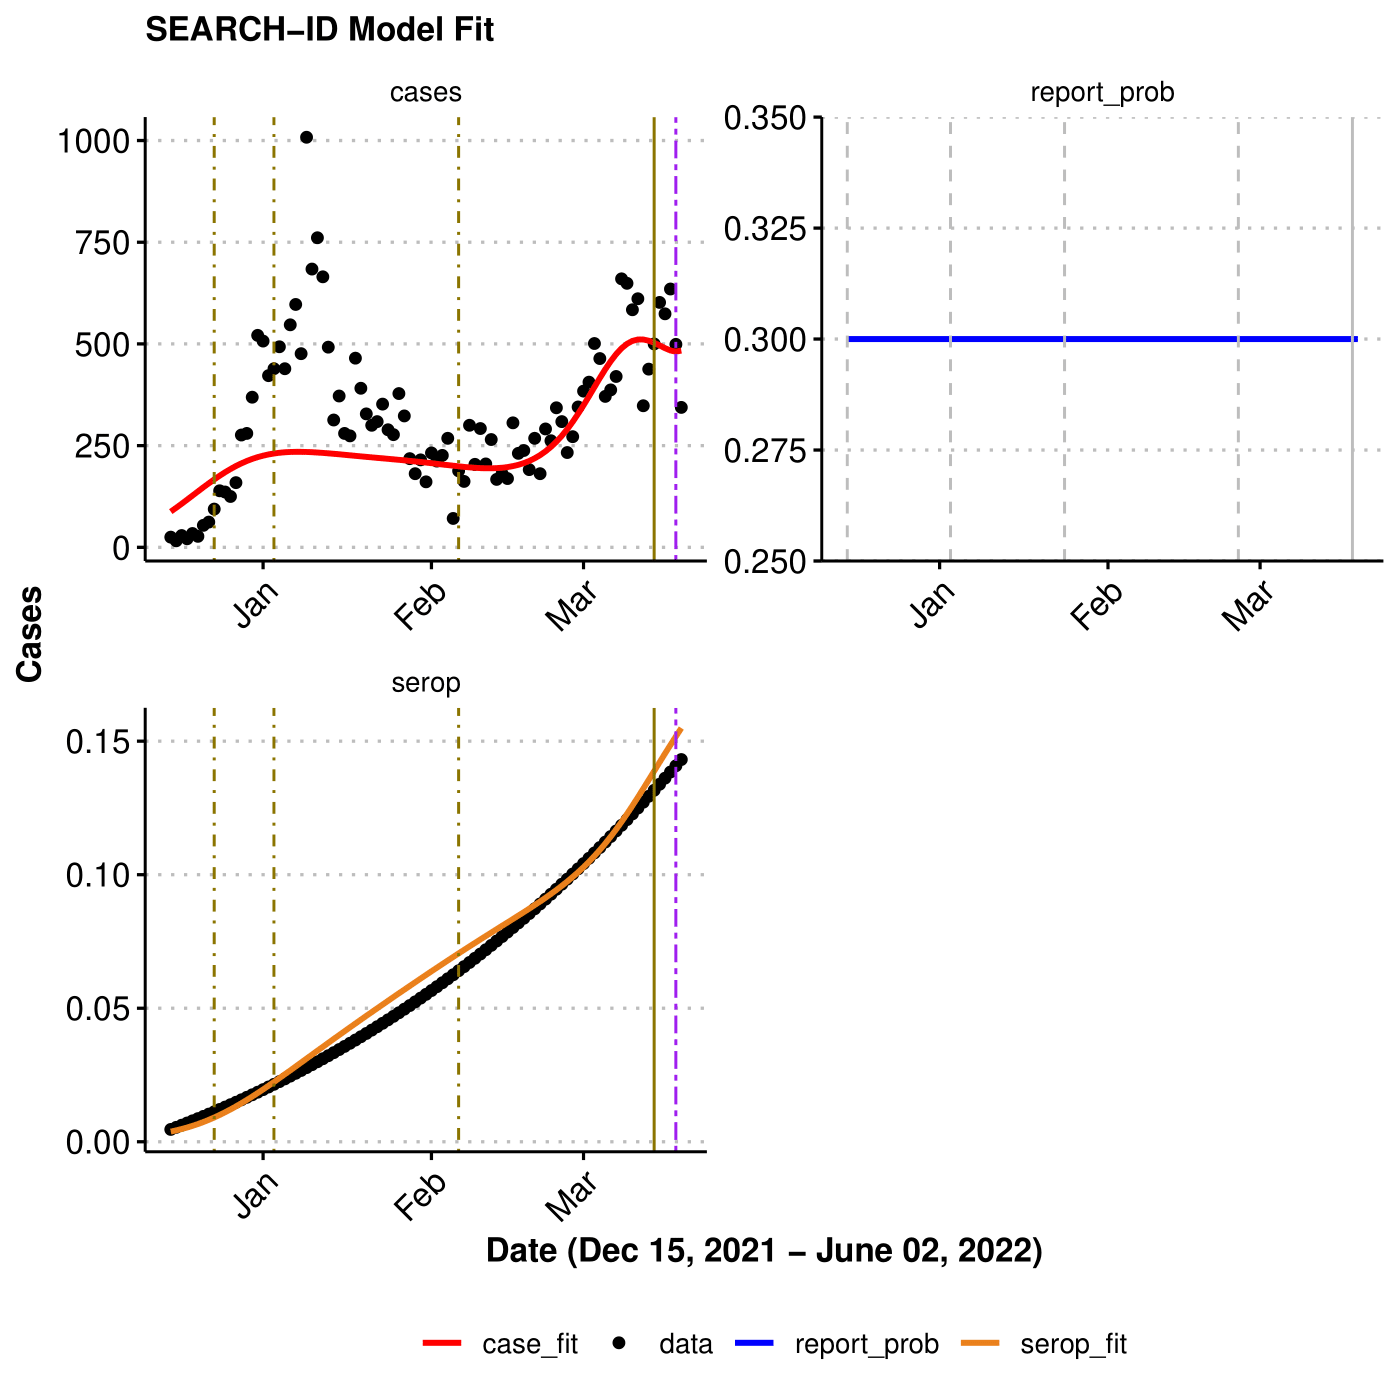 SEARCH−ID Model Fit
cases
report_prob
1000
750
500
250
0
0.350
0.325
0.300
0.275
0.250
Jan
Feb
Mar
Jan
Feb
Mar
Cases
serop
0.15
0.10
0.05
0.00
Jan
Feb
Mar
Date (Dec 15, 2021 − June 02, 2022)
case_fit
data
report_prob
serop_fit